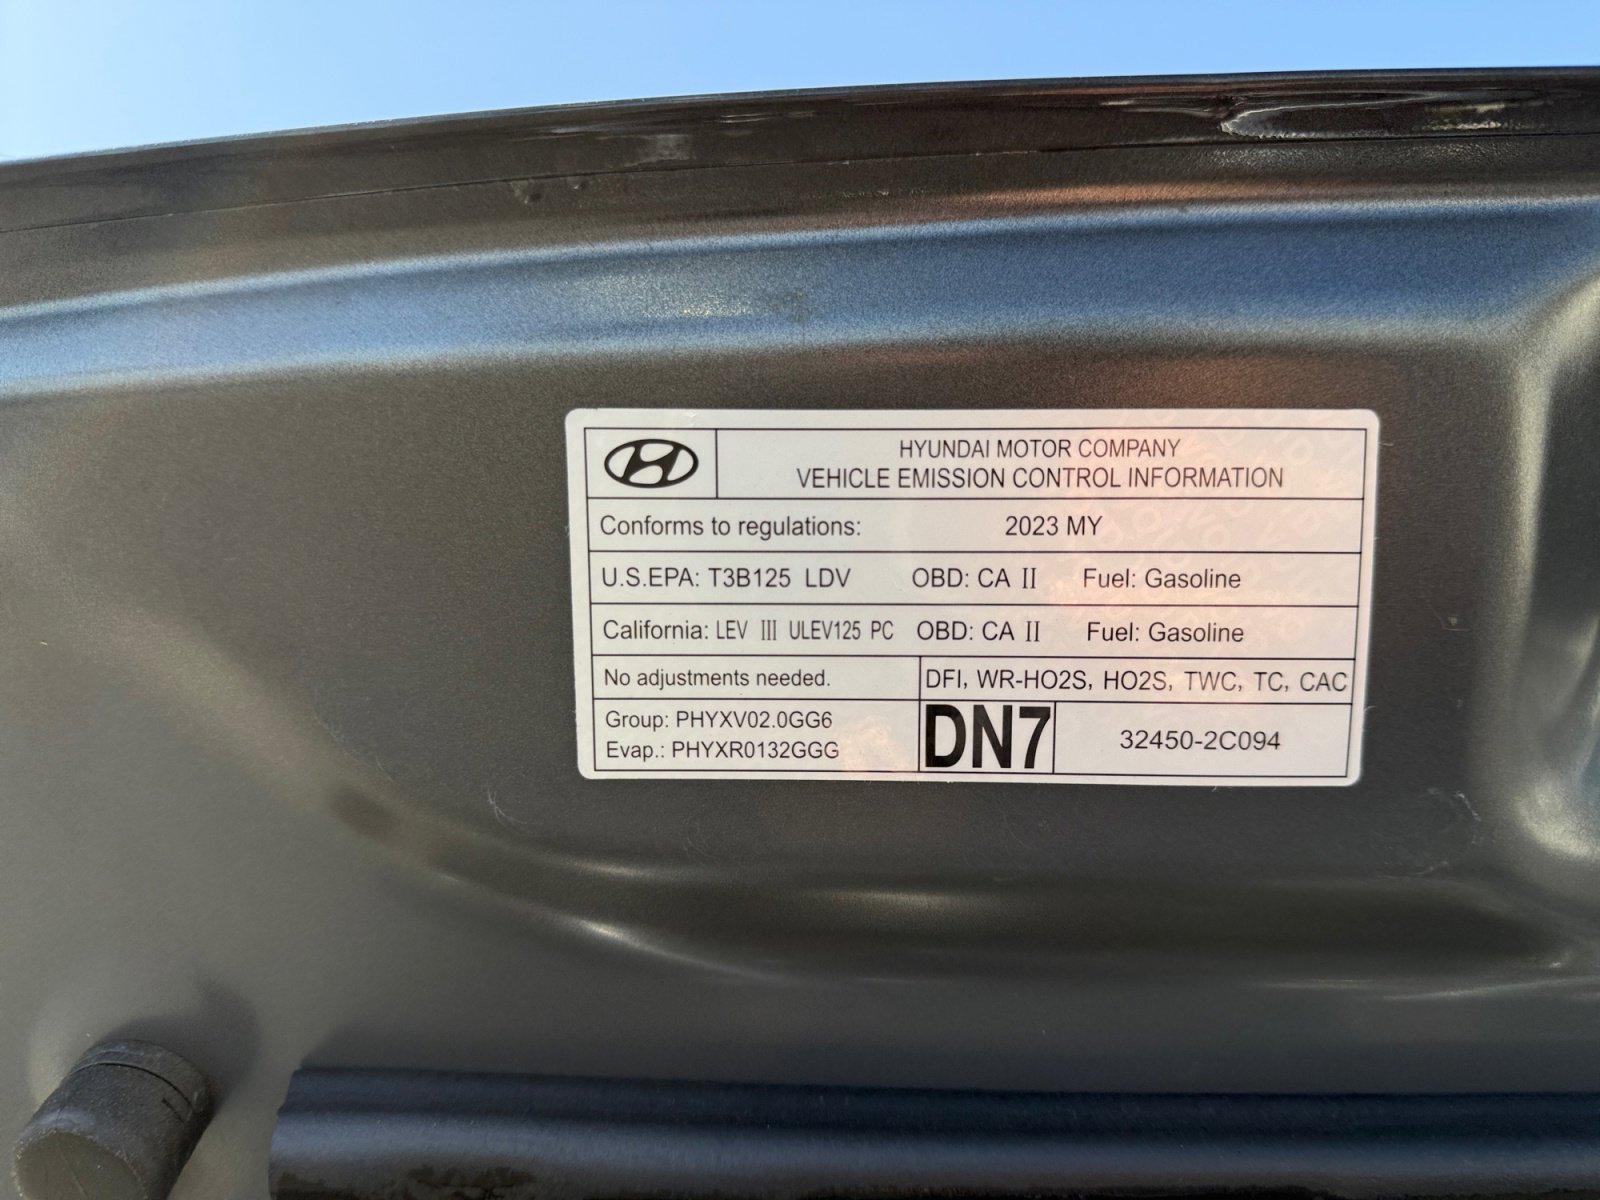 HYUNDAI MOTOR COMPANY
VEHICLE EMISSION CONTROL INFORMATION
Conforms to regulations: 2023 MY
U.S.EPA: T3B125 LDV OBD: CA II Fuel: Gasoline
California: LEV III ULEV125 PC OBD: CA II Fuel: Gasoline
No adjustments needed. DFI, WR-HO2S, HO2S, TWC, TC, CAC
Group: PHYXV02.0GG6
Evap.: PHYXR0132GGG
DN7 32450-2C094